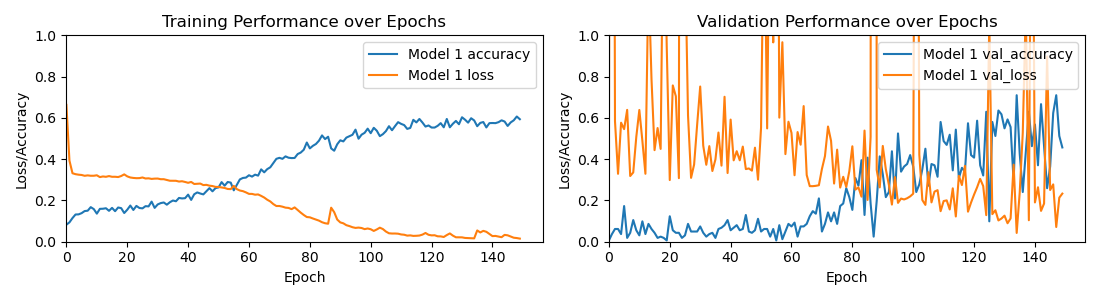 Training Performance over Epochs
Loss/Accuracy
1.0
0.8
0.6
0.4
0.2
0.0
Model 1 accuracy
Model 1 loss
0 20 40 60 80 100 120 140
Epoch
Validation Performance over Epochs
Loss/Accuracy
1.0
0.8
0.6
0.4
0.2
0.0
Model 1 val_accuracy
Model 1 val_loss
0 20 40 60 80 100 120 140
Epoch